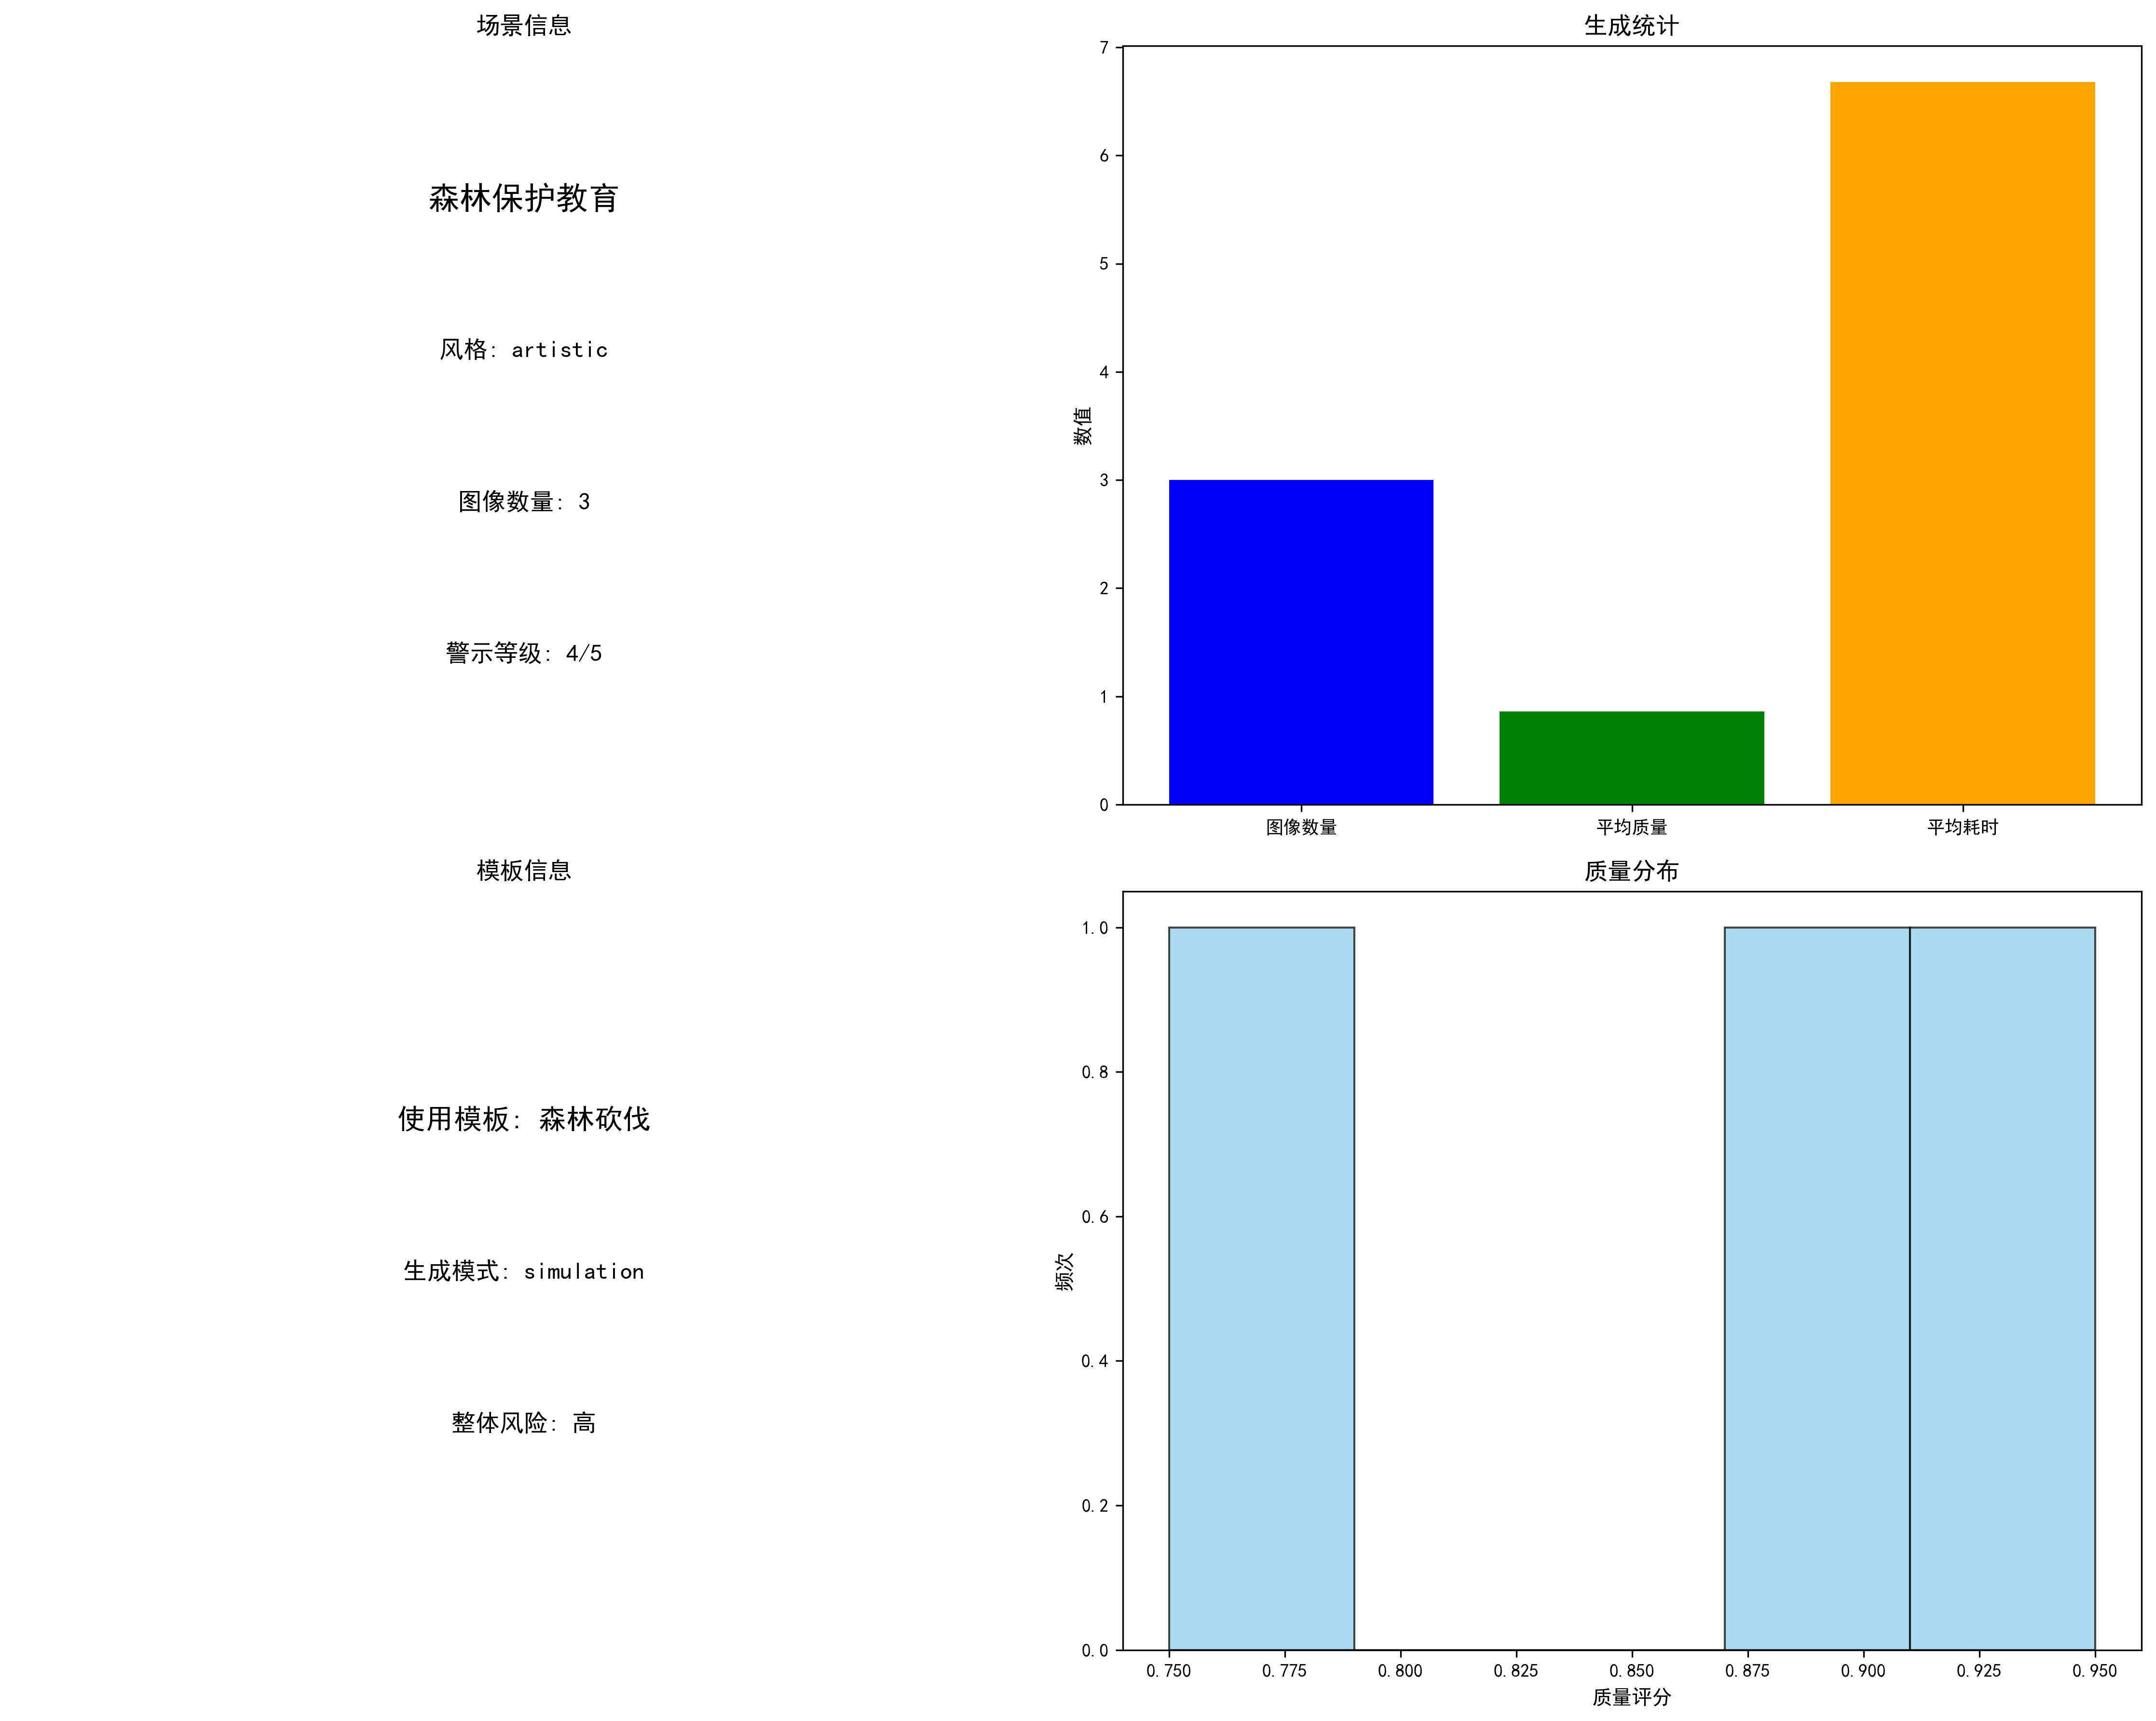 场景信息
森林保护教育
风格: artistic
图像数量: 3
警示等级: 4/5
生成统计
7
6
5
4
3
2
1
0
数值
图像数量 平均质量 平均耗时
模板信息
使用模板: 森林砍伐
生成模式: simulation
整体风险: 高
质量分布
1.0
0.8
0.6
0.4
0.2
0.0
频次
0.750 0.775 0.800 0.825 0.850 0.875 0.900 0.925 0.950
质量评分